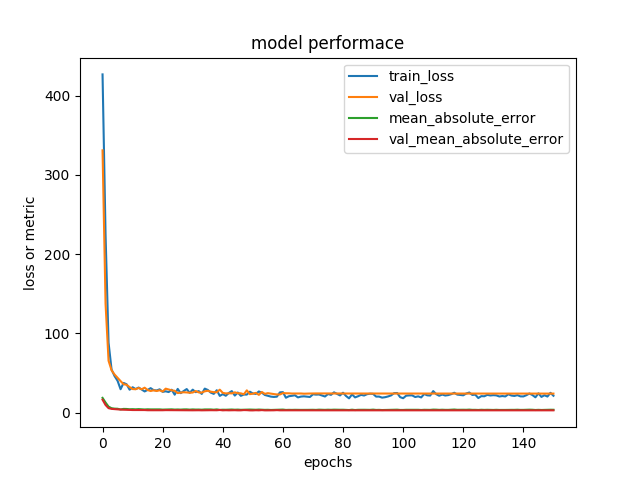 model performace
train_loss
val_loss
mean_absolute_error
val_mean_absolute_error
loss or metric
400
300
200
100
0
0 20 40 60 80 100 120 140
epochs